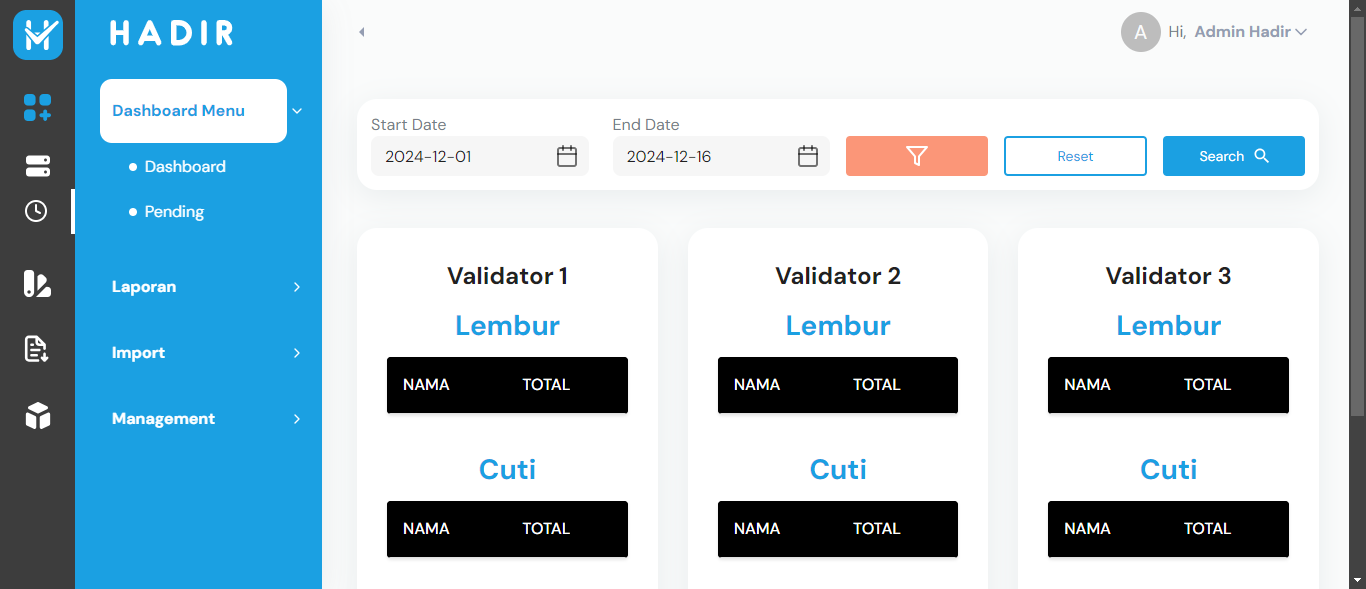 HADIR
Dashboard Menu
Dashboard
Pending
Laporan
Import
Management
A Hi, Admin Hadir
Start Date End Date
2024-12-01 2024-12-16 Reset Search
Validator 1 Validator 2 Validator 3
Lembur Lembur Lembur
NAMA TOTAL NAMA TOTAL NAMA TOTAL
Cuti Cuti Cuti
NAMA TOTAL NAMA TOTAL NAMA TOTAL